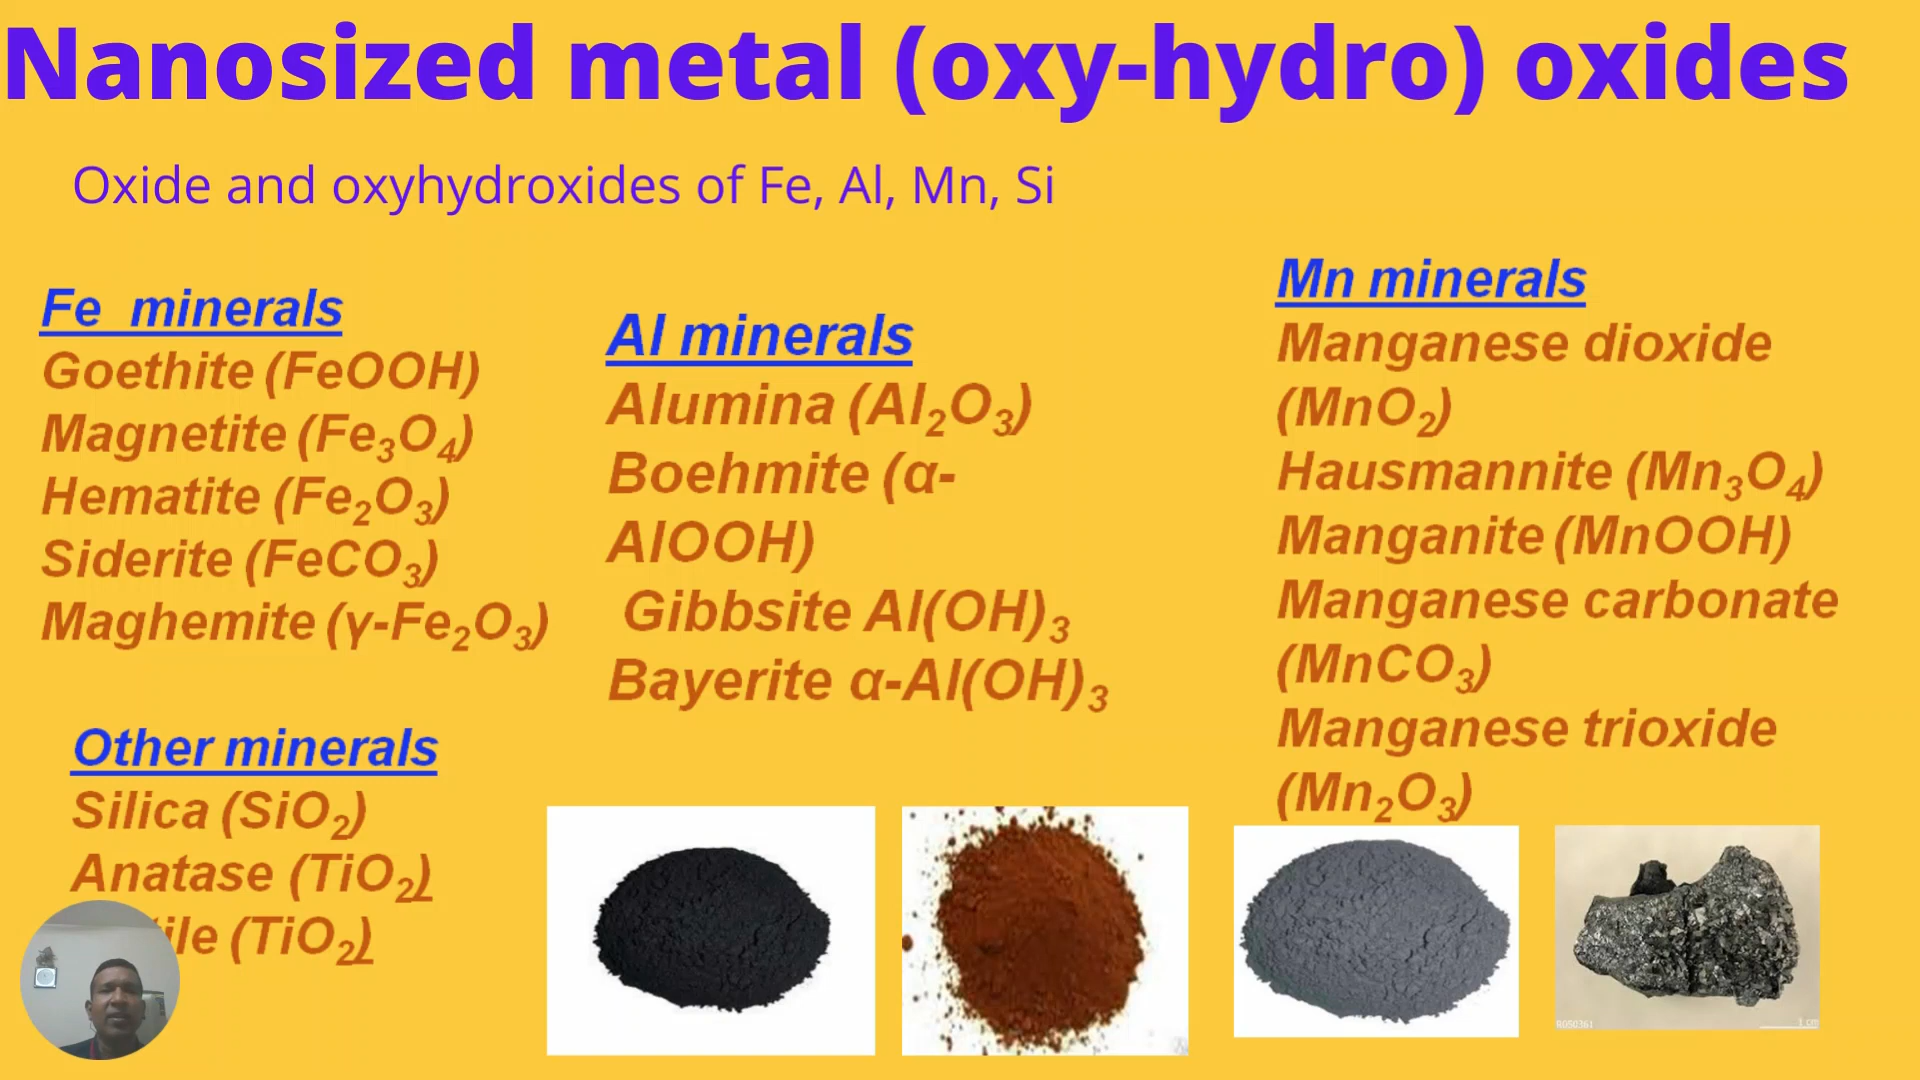 Nanosized metal (oxy-hydro) oxides
Oxide and oxyhydroxides of Fe, Al, Mn, Si
Fe minerals
Goethite (FeOOH)
Magnetite (Fe₃O₄)
Hematite (Fe₂O₃)
Siderite (FeCO₃)
Maghemite (γ-Fe₂O₃)
Other minerals
Silica (SiO₂)
Anatase (TiO₂)
(TiO₂)
Al minerals
Alumina (Al₂O₃)
Boehmite (α-
AlOOH)
Gibbsite Al(OH)₃
Bayerite α-Al(OH)₃
Mn minerals
Manganese dioxide
(MnO₂)
Hausmannite (Mn₃O₄)
Manganite (MnOOH)
Manganese carbonate
(MnCO₃)
Manganese trioxide
(Mn₂O₃)
R050361
1 cm